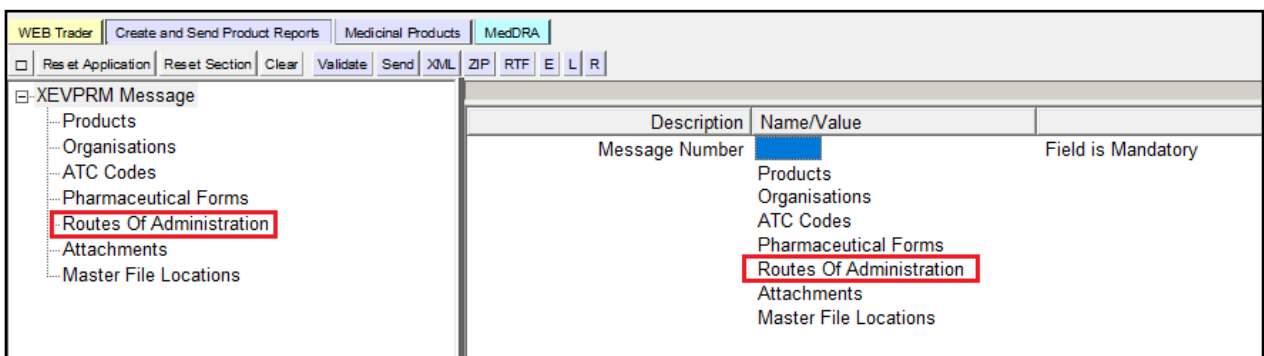 WEB Trader Create and Send Product Reports Medicinal Products MedDRA
Reset Application Reset Section Clear Validate Send XML ZIP RTF E L R
XEVPRM Message
Products
Organisations
ATC Codes
Pharmaceutical Forms
Routes Of Administration
Attachments
Master File Locations
Description Name/Value
Message Number Field is Mandatory
Products
Organisations
ATC Codes
Pharmaceutical Forms
Routes Of Administration
Attachments
Master File Locations